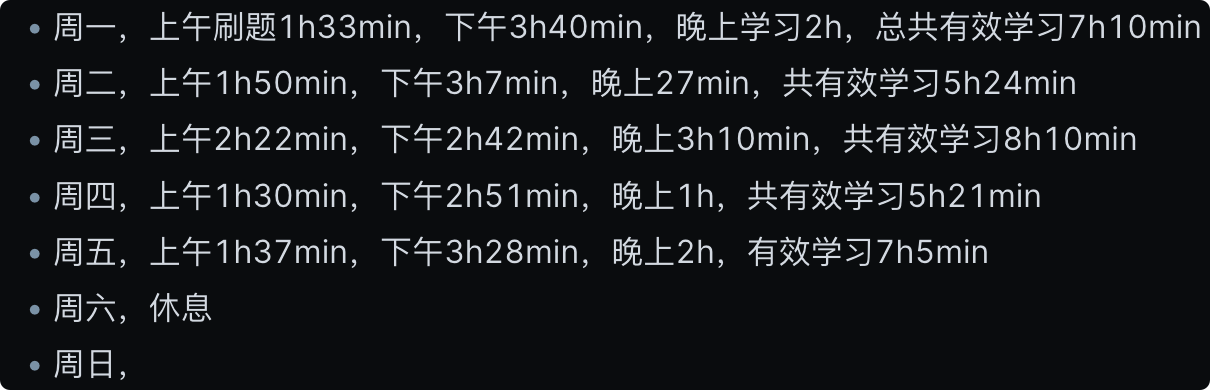 周一，上午刷题1h33min，下午3h40min，晚上学习2h，总共有效学习7h10min
周二，上午1h50min，下午3h7min，晚上27min，共有效学习5h24min
周三，上午2h22min，下午2h42min，晚上3h10min，共有效学习8h10min
周四，上午1h30min，下午2h51min，晚上1h，共有效学习5h21min
周五，上午1h37min，下午3h28min，晚上2h，有效学习7h5min
周六，休息
周日，